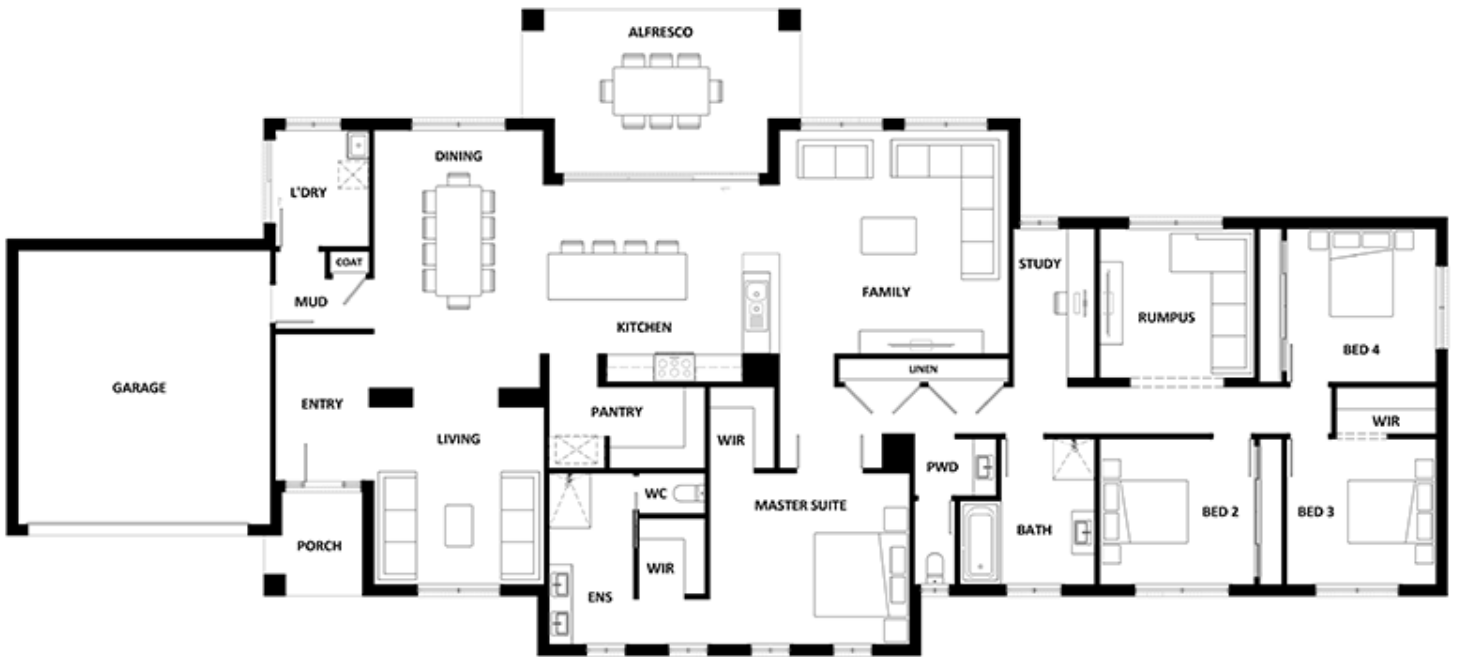 ALFRESCO
DINING
L'DRY
COAT
MUD
STUDY
FAMILY
RUMPUS
KITCHEN
BED 4
LINEN
GARAGE
ENTRY
PANTRY
LIVING
WIR
WIR
PWD
WC
MASTER SUITE
BED 2
BED 3
BATH
PORCH
WIR
ENS